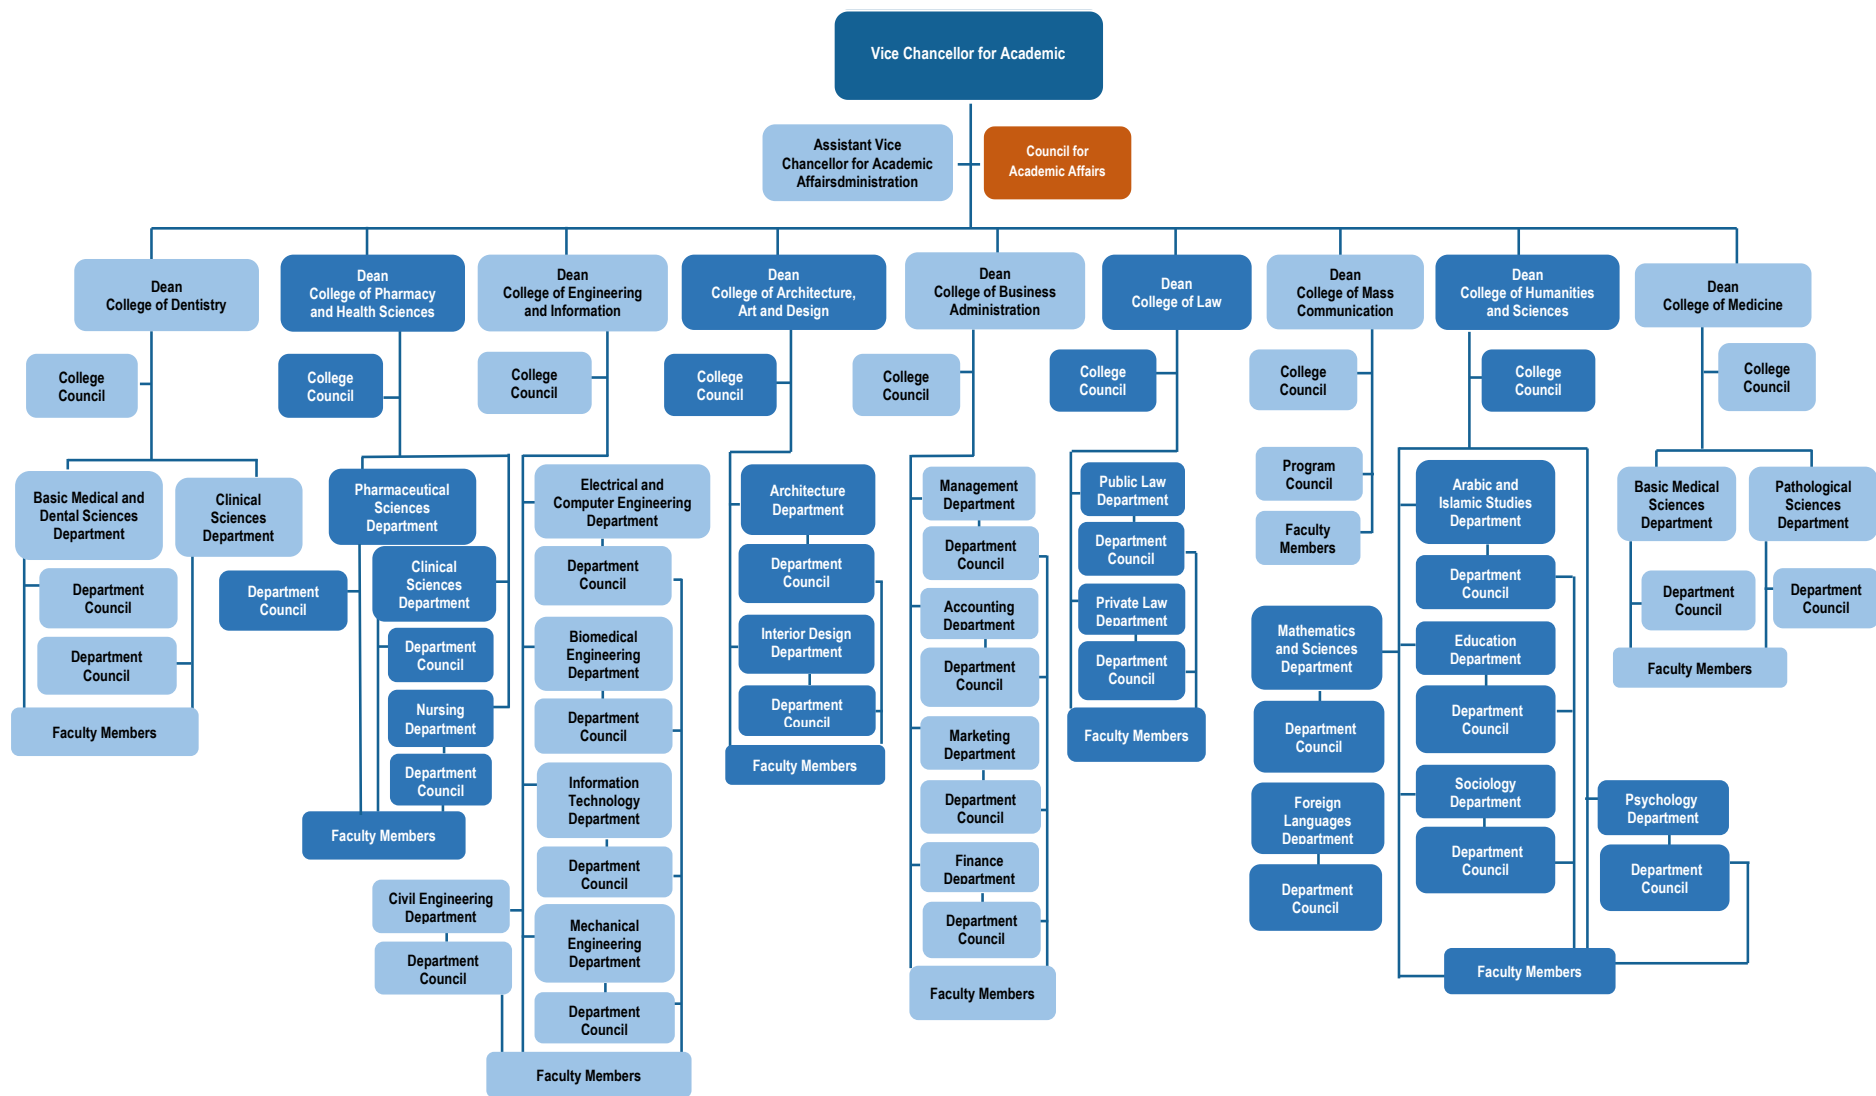 Vice Chancellor for Academic
Assistant Vice
Chancellor for Academic
Affairsdministration
Council for
Academic Affairs
Dean
College of Dentistry
Dean
College of Pharmacy
and Health Sciences
Dean
College of Engineering
and Information
Dean
College of Architecture,
Art and Design
Dean
College of Business
Administration
Dean
College of Law
Dean
College of Mass
Communication
Dean
College of Humanities
and Sciences
Dean
College of Medicine
College
Council
College
Council
College
Council
College
Council
College
Council
College
Council
College
Council
College
Council
College
Council
Basic Medical and
Dental Sciences
Department
Clinical
Sciences
Department
Department
Council
Department
Council
Faculty Members
Pharmaceutical
Sciences
Department
Department
Council
Clinical
Sciences
Department
Department
Council
Nursing
Department
Department
Council
Faculty Members
Electrical and
Computer Engineering
Department
Department
Council
Biomedical
Engineering
Department
Department
Council
Information
Technology
Department
Department
Council
Civil Engineering
Department
Department
Council
Mechanical
Engineering
Department
Department
Council
Faculty Members
Architecture
Department
Department
Council
Interior Design
Department
Department
Council
Faculty Members
Management
Department
Department
Council
Accounting
Department
Department
Council
Marketing
Department
Department
Council
Finance
Department
Department
Council
Faculty Members
Public Law
Department
Department
Council
Private Law
Department
Department
Council
Faculty Members
Program
Council
Faculty
Members
Arabic and
Islamic Studies
Department
Department
Council
Mathematics
and Sciences
Department
Department
Council
Education
Department
Department
Council
Foreign
Languages
Department
Department
Council
Sociology
Department
Department
Council
Psychology
Department
Department
Council
Faculty Members
Basic Medical
Sciences
Department
Pathological
Sciences
Department
Department
Council
Department
Council
Faculty Members